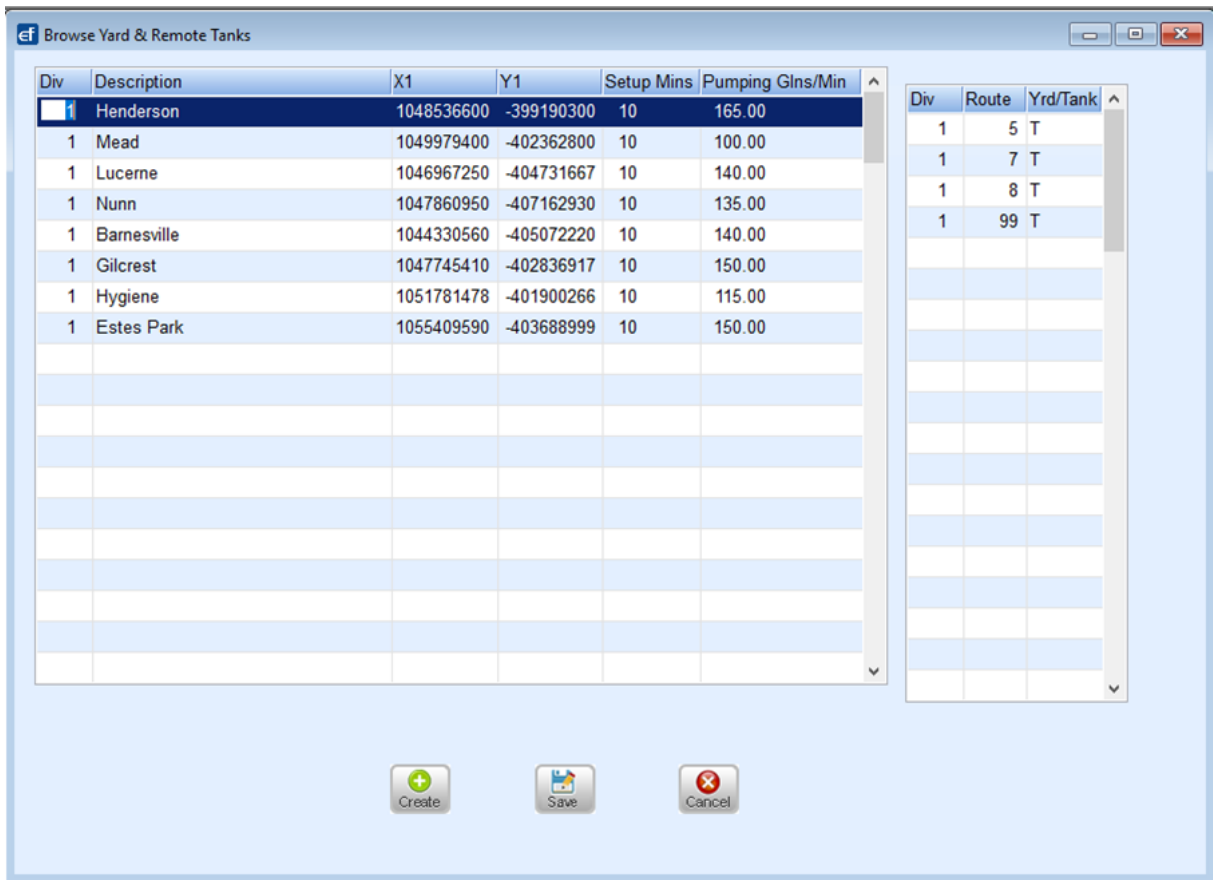 ef Browse Yard & Remote Tanks
Div Description X1 Y1 Setup Mins Pumping Glns/Min
1 Henderson 1048536600 -399190300 10 165.00
1 Mead 1049979400 -402362800 10 100.00
1 Lucerne 1046967250 -404731667 10 140.00
1 Nunn 1047860950 -407162930 10 135.00
1 Barnesville 1044330560 -405072220 10 140.00
1 Gilcrest 1047745410 -402836917 10 150.00
1 Hygiene 1051781478 -401900266 10 115.00
1 Estes Park 1055409590 -403688999 10 150.00
Div Route Yrd/Tank
1 5 T
1 7 T
1 8 T
1 99 T
Create Save Cancel